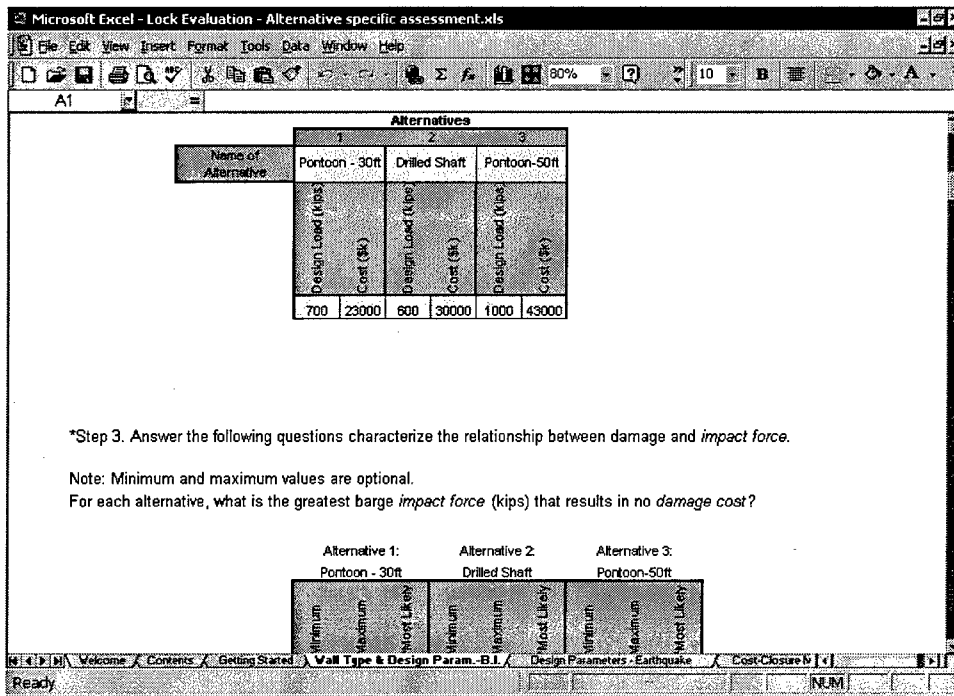 Microsoft Excel - Lock Evaluation - Alternative specific assessment.xls
File Edit View Insert Format Tools Data Window Help
80% 10 B A
A1 =
Alternatives
1 2 3
Name of Alternative Pontoon - 30ft Drilled Shaft Pontoon-50ft
Design Load (kips) Cost ($k) Design Load (kips) Cost ($k) Design Load (kips) Cost ($k)
700 23000 600 30000 1000 43000
*Step 3. Answer the following questions characterize the relationship between damage and impact force.
Note: Minimum and maximum values are optional.
For each alternative, what is the greatest barge impact force (kips) that results in no damage cost?
Alternative 1: Alternative 2: Alternative 3:
Pontoon - 30ft Drilled Shaft Pontoon-50ft
Minimum Maximum Most Likely Minimum Maximum Most Likely Minimum Maximum Most Likely
Welcome Contents Getting Started Wall Type & Design Param.-B.I. Design Parameters - Earthquake Cost-Closure
Ready NUM